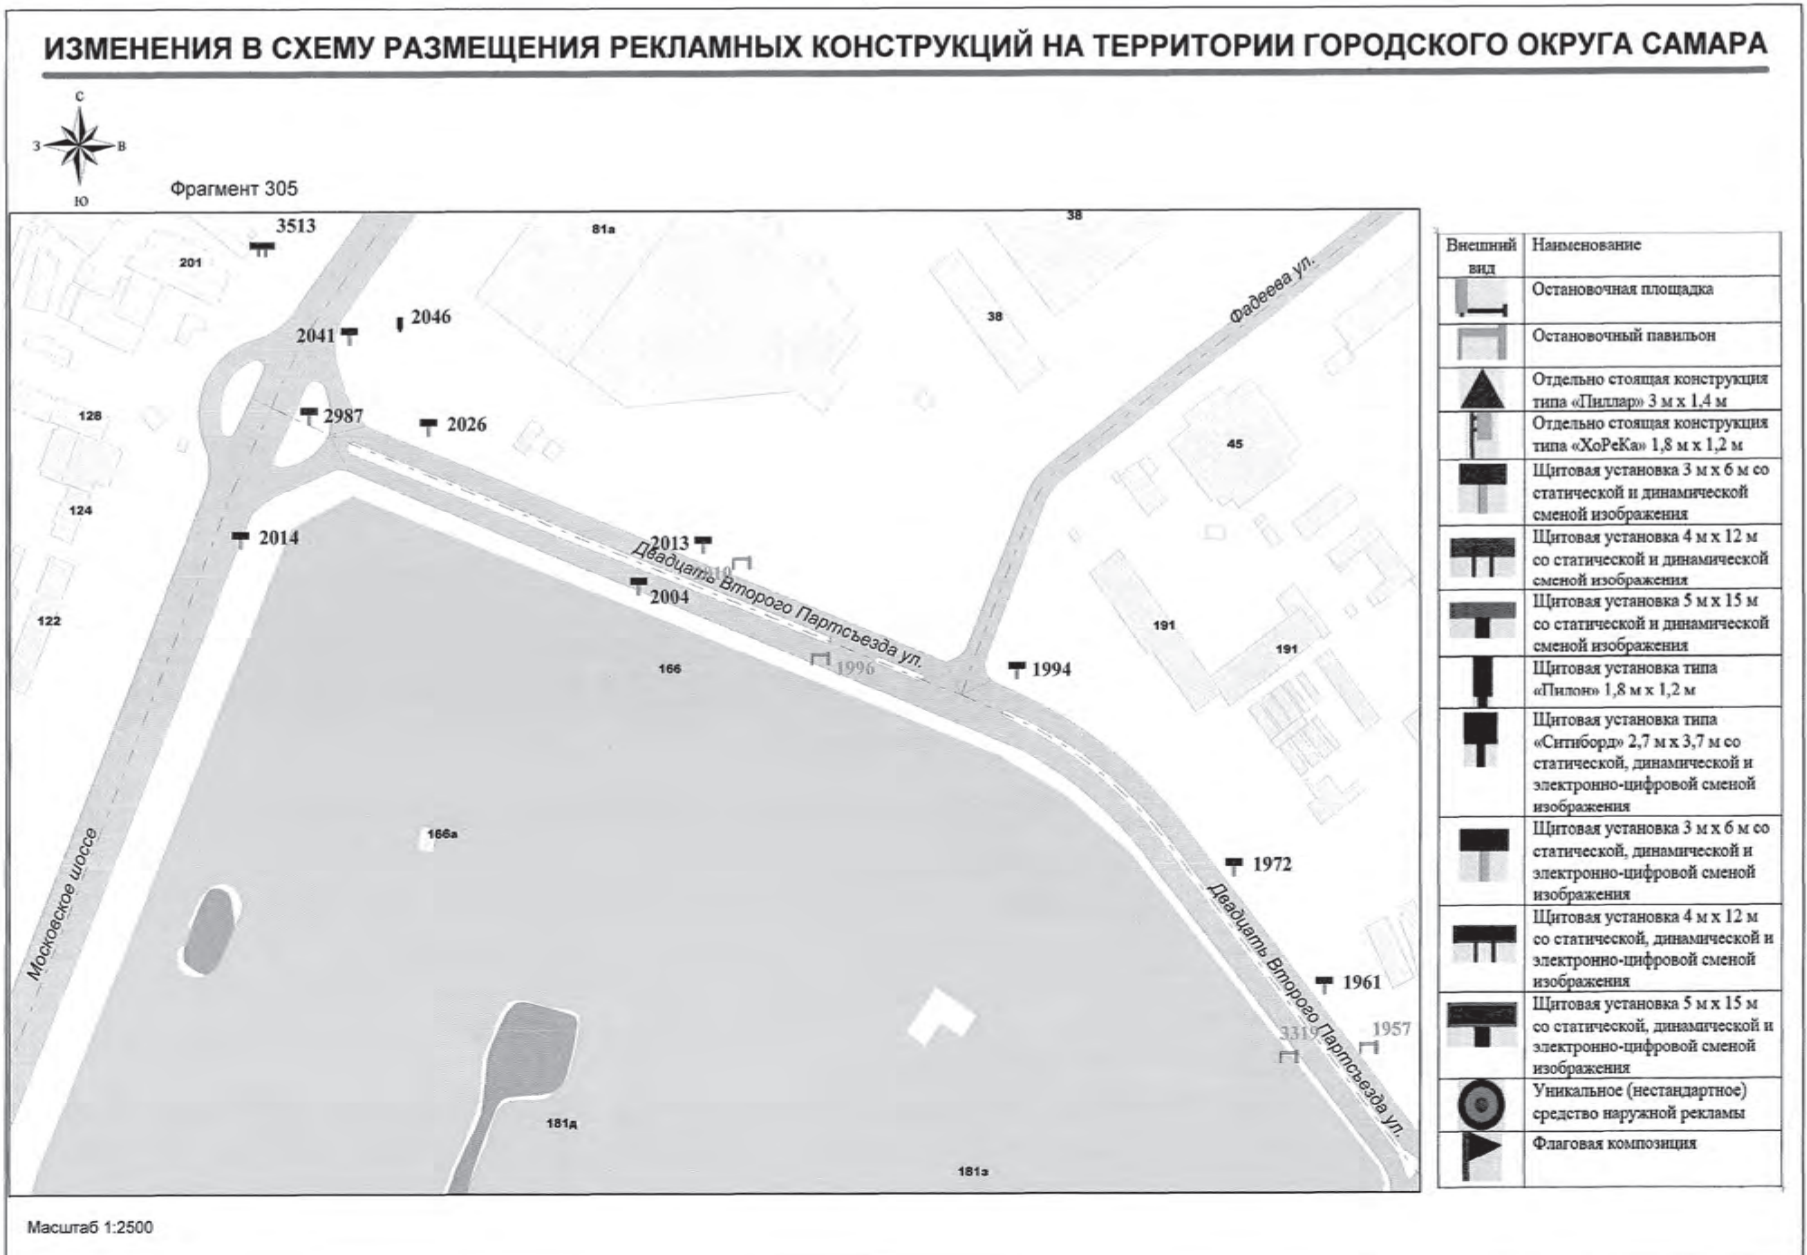 ИЗМЕНЕНИЯ В СХЕМУ РАЗМЕЩЕНИЯ РЕКЛАМНЫХ КОНСТРУКЦИЙ НА ТЕРРИТОРИИ ГОРОДСКОГО ОКРУГА САМАРА
С
З
В
Ю
Фрагмент 305
3513
201
81а
38
38
Фадеева ул.
2041
2046
128
2987
2026
45
124
2014
2013
Двадцать Второго Партсъезда ул.
2004
122
166
1996
1994
191
191
166а
Московское шоссе
1972
Двадцать Второго Партсъезда ул.
1961
3319
1957
181д
181з
Внешний вид
Наименование
Остановочная площадка
Остановочный павильон
Отдельно стоящая конструкция
типа «Пиллар» 3 м х 1,4 м
Отдельно стоящая конструкция
типа «ХоРеКа» 1,8 м х 1,2 м
Щитовая установка 3 м х 6 м со
статической и динамической
сменой изображения
Щитовая установка 4 м х 12 м
со статической и динамической
сменой изображения
Щитовая установка 5 м х 15 м
со статической и динамической
сменой изображения
Щитовая установка типа
«Пилон» 1,8 м х 1,2 м
Щитовая установка типа
«Ситиборд» 2,7 м х 3,7 м со
статической, динамической и
электронно-цифровой сменой
изображения
Щитовая установка 3 м х 6 м со
статической, динамической и
электронно-цифровой сменой
изображения
Щитовая установка 4 м х 12 м
со статической, динамической и
электронно-цифровой сменой
изображения
Щитовая установка 5 м х 15 м
со статической, динамической и
электронно-цифровой сменой
изображения
Уникальное (нестандартное)
средство наружной рекламы
Флаговая композиция
Масштаб 1:2500